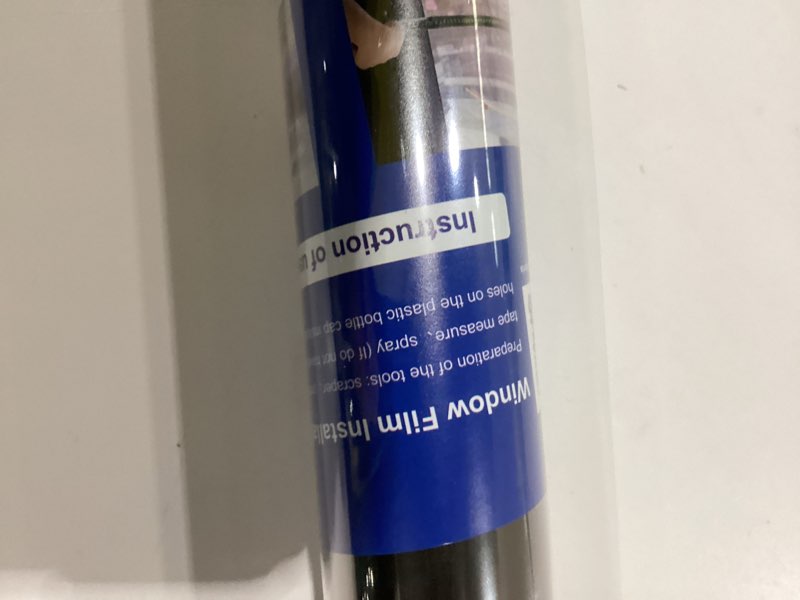 Window Film
Preparation of the tools: scraper,
tape measure、spray (If do not
holes on the plastic bottle cap
Instruction of